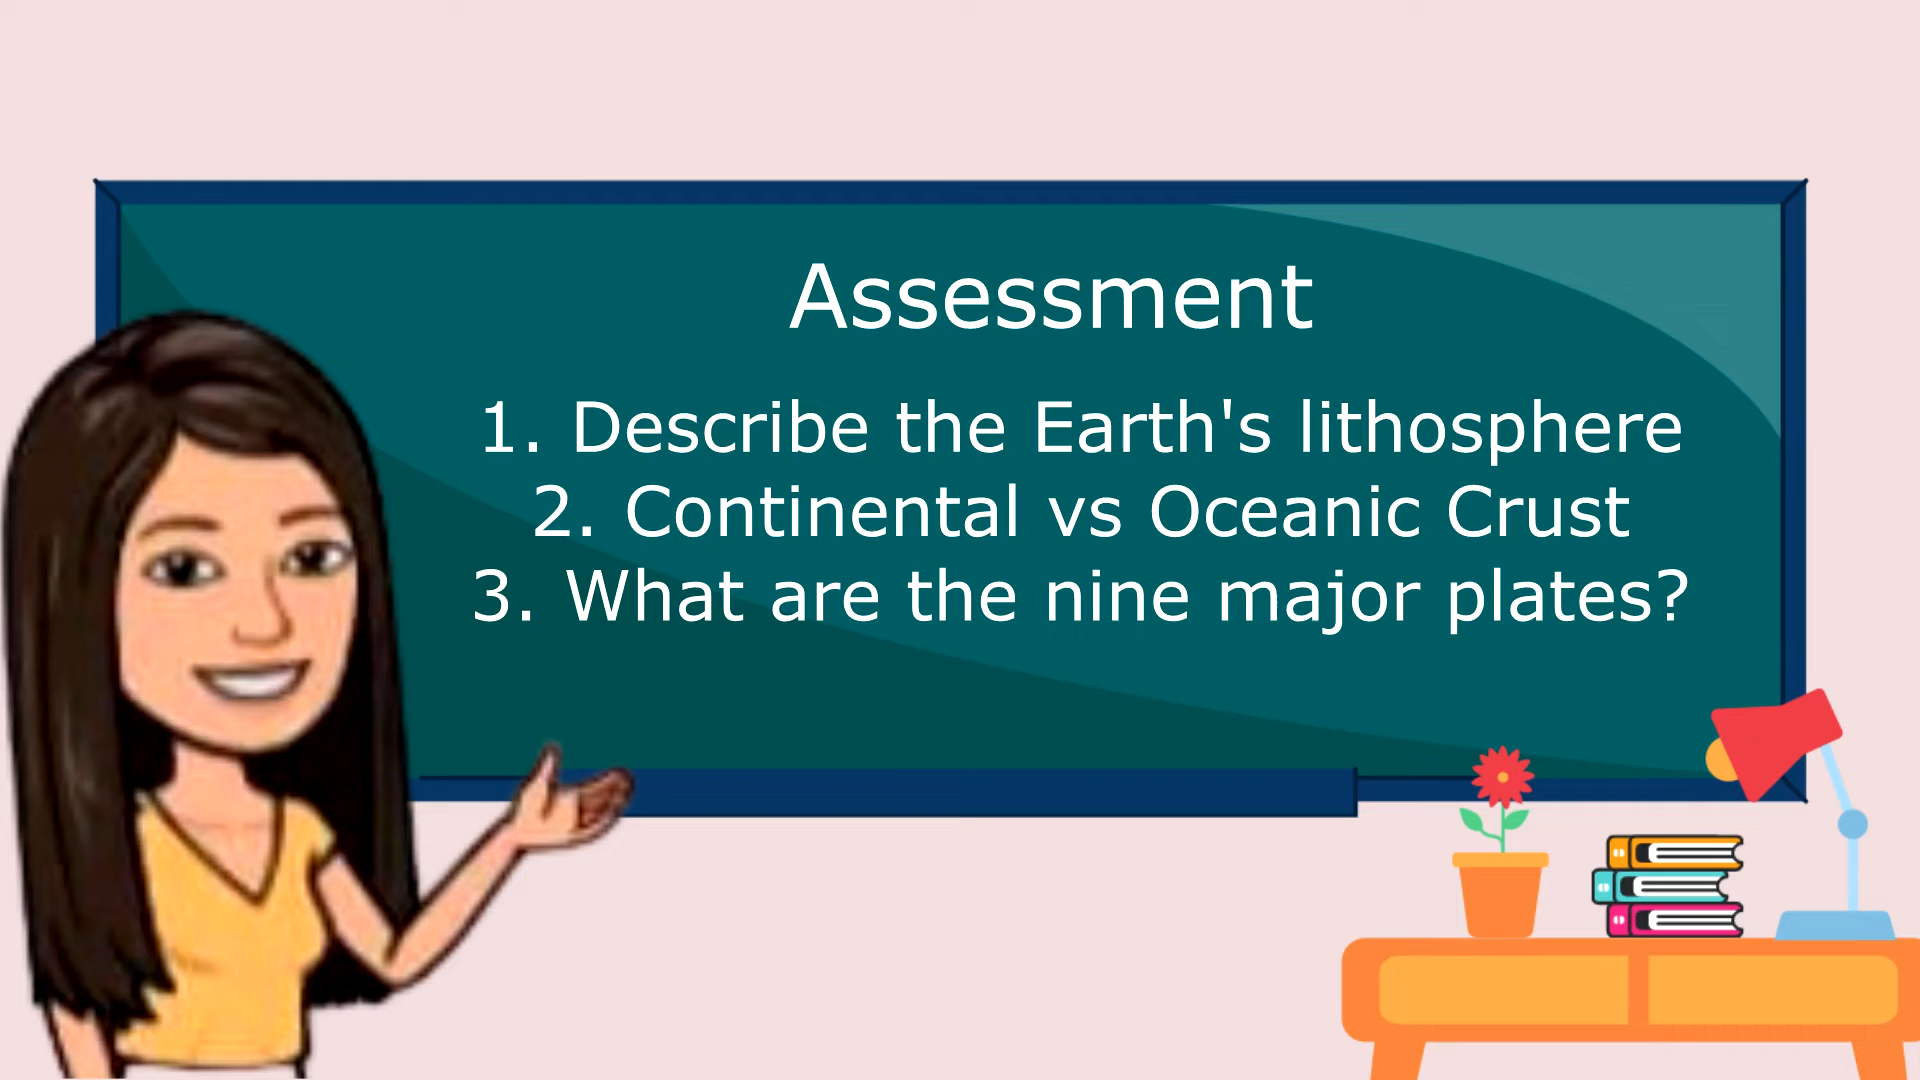 Assessment
1. Describe the Earth's lithosphere
2. Continental vs Oceanic Crust
3. What are the nine major plates?